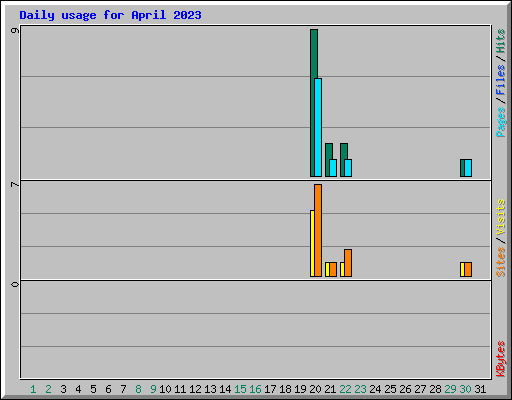 Daily usage for April 2023
9
7
0
Pages / Files / Hits
Sites / Visits
KBytes
1 2 3 4 5 6 7 8 9 10 11 12 13 14 15 16 17 18 19 20 21 22 23 24 25 26 27 28 29 30 31